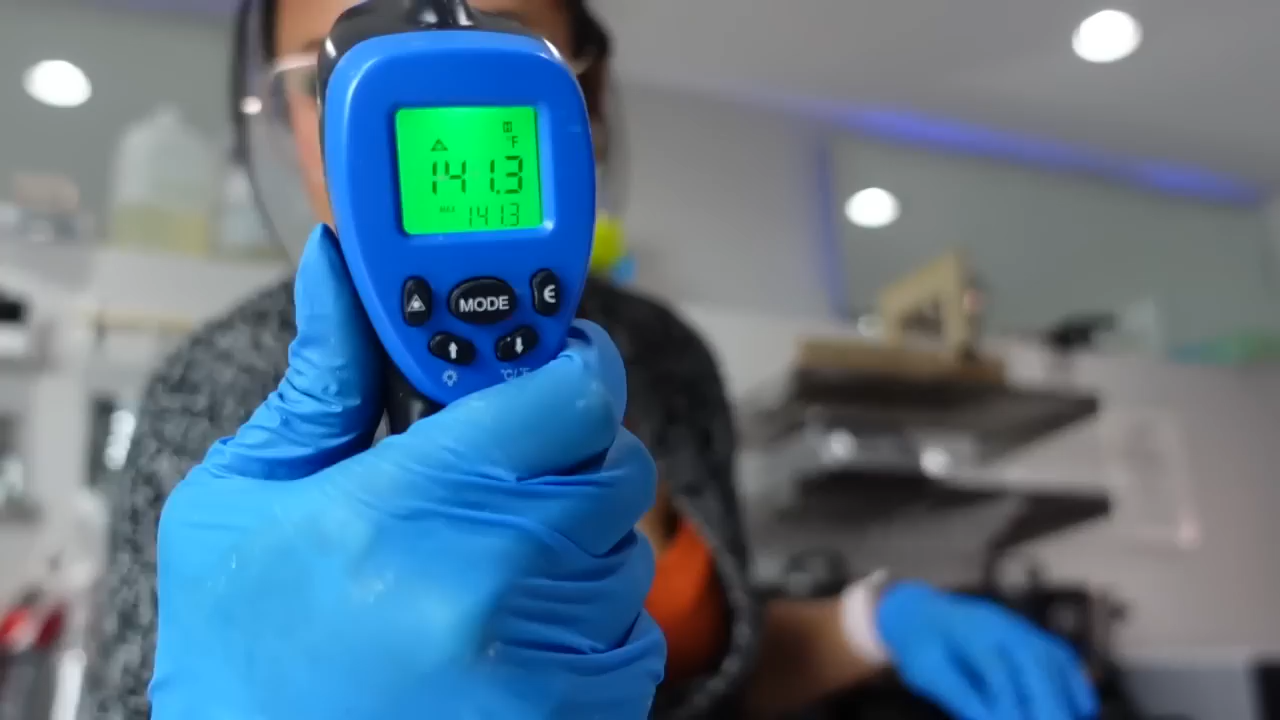 °F
141.3
MAX 141.3
MODE
€
°C/°F